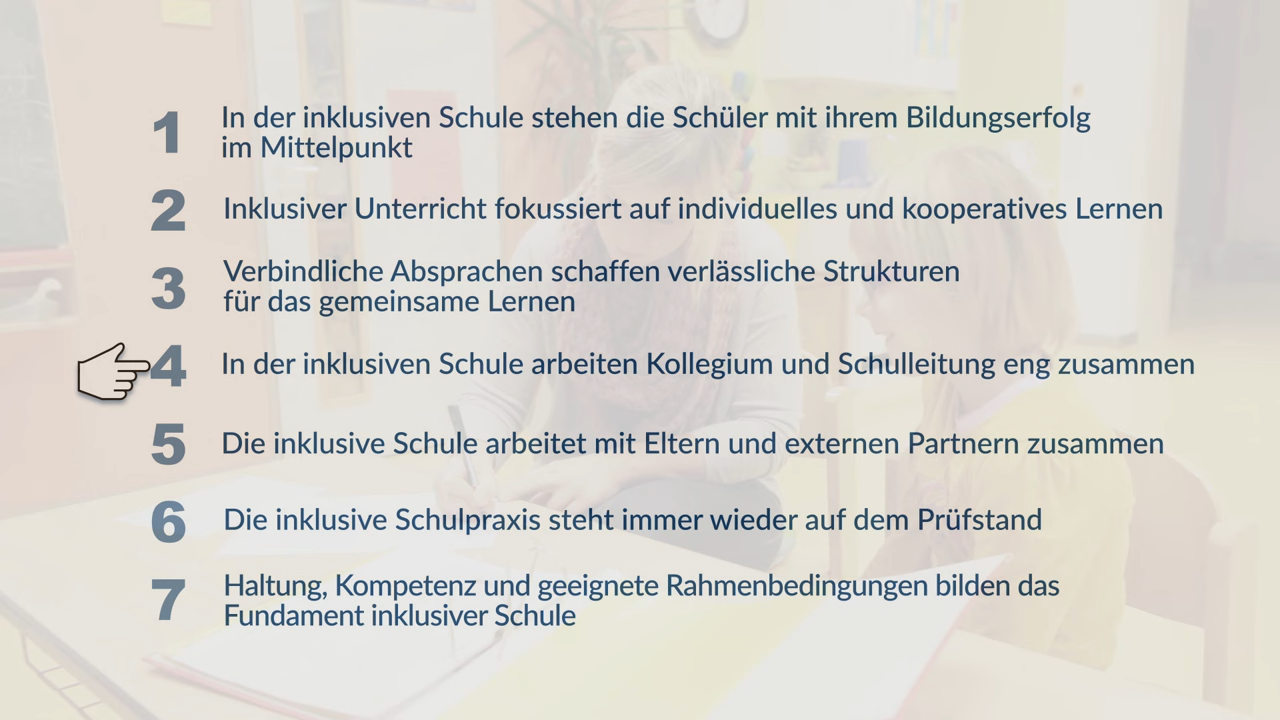 1 In der inklusiven Schule stehen die Schüler mit ihrem Bildungserfolg
im Mittelpunkt
2 Inklusiver Unterricht fokussiert auf individuelles und kooperatives Lernen
3 Verbindliche Absprachen schaffen verlässliche Strukturen
für das gemeinsame Lernen
4 In der inklusiven Schule arbeiten Kollegium und Schulleitung eng zusammen
5 Die inklusive Schule arbeitet mit Eltern und externen Partnern zusammen
6 Die inklusive Schulpraxis steht immer wieder auf dem Prüfstand
7 Haltung, Kompetenz und geeignete Rahmenbedingungen bilden das
Fundament inklusiver Schule